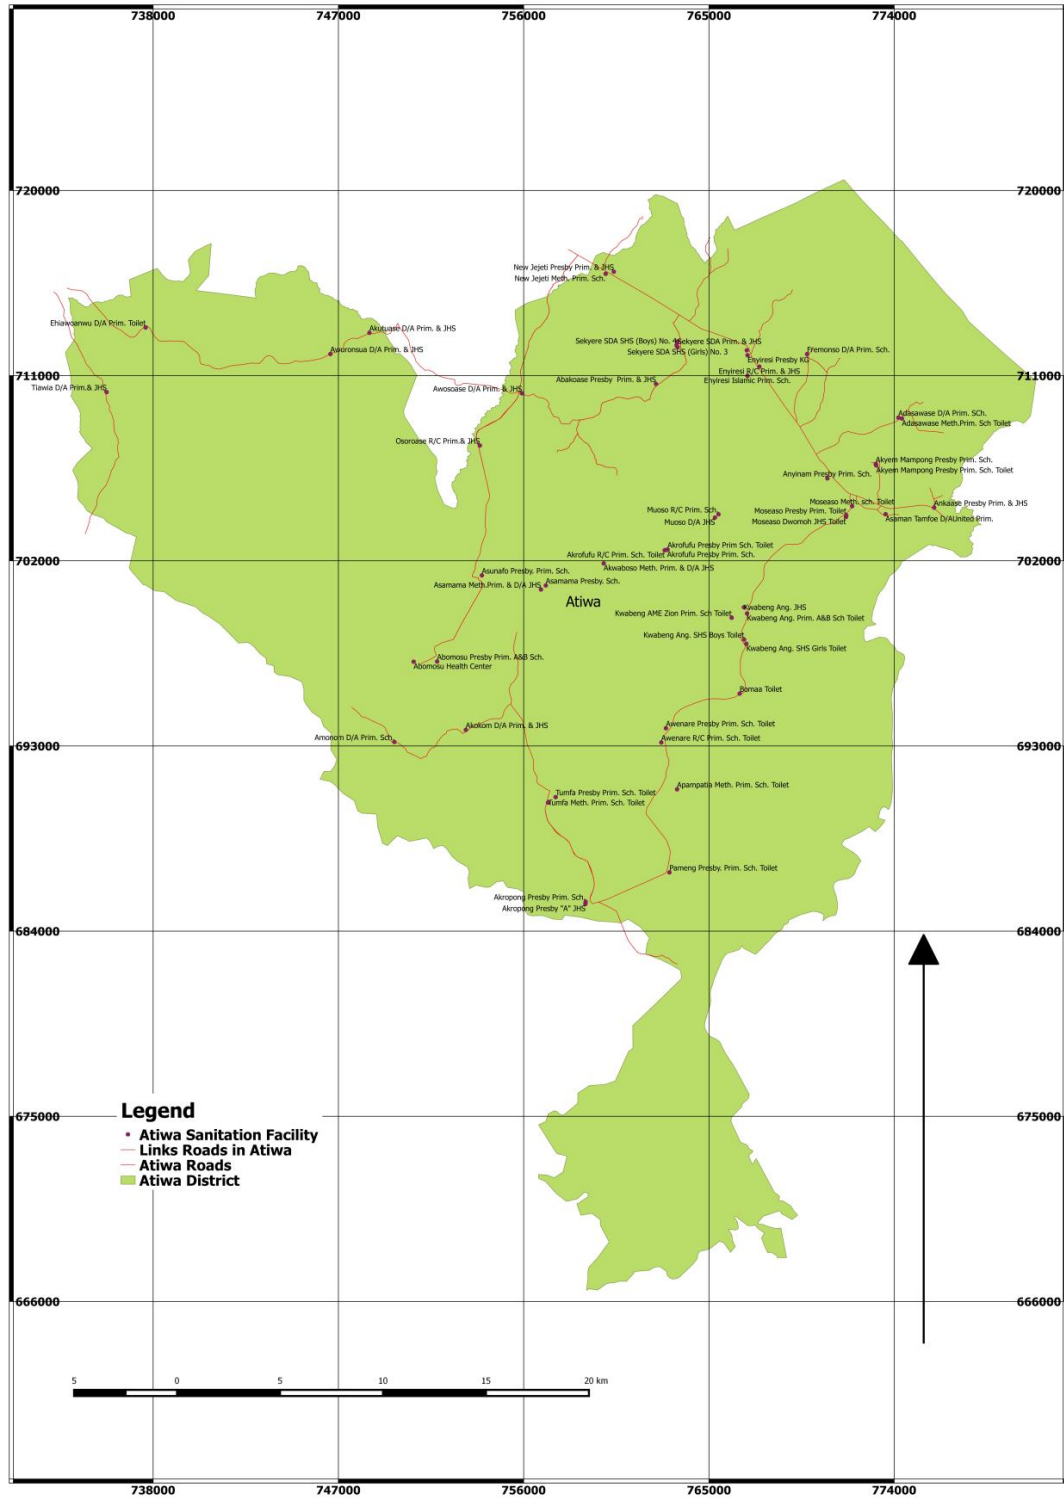 738000 747000 756000 765000 774000
720000 720000
New Jejeti Presby Prim. & JHS
New Jejeti Meth. Prim. Sch.
Ehiawoanwu D/A Prim. Toilet
Akutuase D/A Prim. & JHS
Sekyere SDA SHS (Boys) No. 4
Sekyere SDA Prim. & JHS
Sekyere SDA SHS (Girls) No. 3
Awuronsua D/A Prim. & JHS
Fremonso D/A Prim. Sch.
Enyiresi Presby KG
Enyiresi R/C Prim. & JHS
711000 711000
Enyiresi Islamic Prim. Sch.
Abakoase Presby Prim. & JHS
Tiawia D/A Prim.& JHS
Awosoase D/A Prim. & JHS
Adasawase D/A Prim. SCh.
Adasawase Meth.Prim. Sch Toilet
Osoroase R/C Prim.& JHS
Akyem Mampong Presby Prim. Sch.
Akyem Mampong Presby Prim. Sch. Toilet
Anyinam Presby Prim. Sch.
Moseaso Meth. sch. Toilet
Ankaase Presby Prim. & JHS
Muoso R/C Prim. Sch.
Moseaso Presby Prim. Toilet
Muoso D/A JHS
Moseaso Dwomoh JHS Toilet
Asaman Tamfoe D/AUnited Prim.
Akrofufu Presby Prim Sch. Toilet
Akrofufu R/C Prim. Sch. Toilet
Akrofufu Presby Prim. Sch.
702000 702000
Akwaboso Meth. Prim. & D/A JHS
Asunafo Presby. Prim. Sch.
Asamama Presby. Sch.
Asamama Meth.Prim. & D/A JHS
Atiwa
Kwabeng Ang. JHS
Kwabeng AME Zion Prim. Sch Toilet
Kwabeng Ang. Prim. A&B Sch Toilet
Kwabeng Ang. SHS Boys Toilet
Kwabeng Ang. SHS Girls Toilet
Abomosu Presby Prim. A&B Sch.
Abomosu Health Center
Bomaa Toilet
Akokom D/A Prim. & JHS
Awenare Presby Prim. Sch. Toilet
Amonom D/A Prim. Sch.
Awenare R/C Prim. Sch. Toilet
693000 693000
Apampatia Meth. Prim. Sch. Toilet
Tumfa Presby Prim. Sch. Toilet
Tumfa Meth. Prim. Sch. Toilet
Pameng Presby. Prim. Sch. Toilet
Akropong Presby Prim. Sch.
Akropong Presby "A" JHS
684000 684000
675000 675000
Legend
Atiwa Sanitation Facility
Links Roads in Atiwa
Atiwa Roads
Atiwa District
666000 666000
5 0 5 10 15 20 km
738000 747000 756000 765000 774000